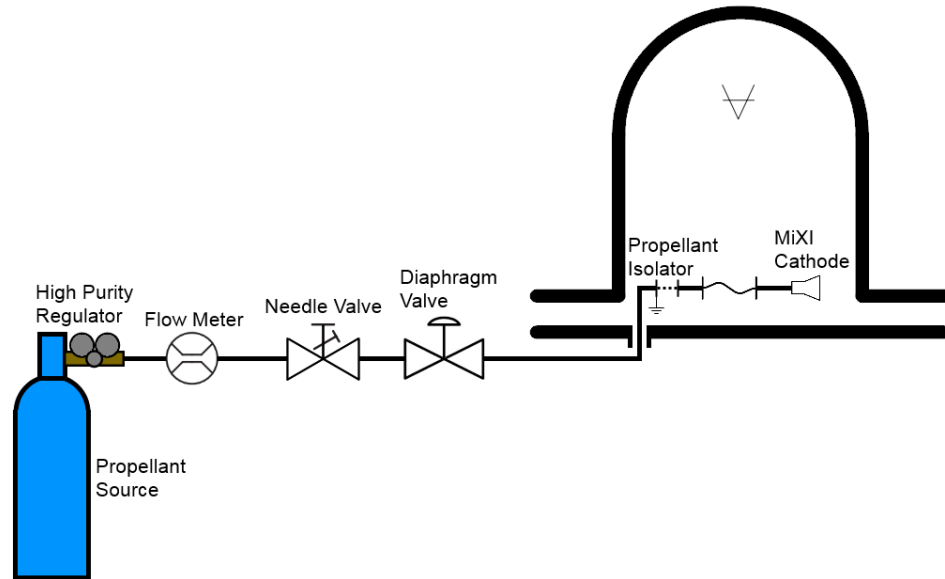 Propellant
Isolator
MiXI
Cathode
High Purity
Regulator
Flow Meter
Needle Valve
Diaphragm
Valve
Propellant
Source